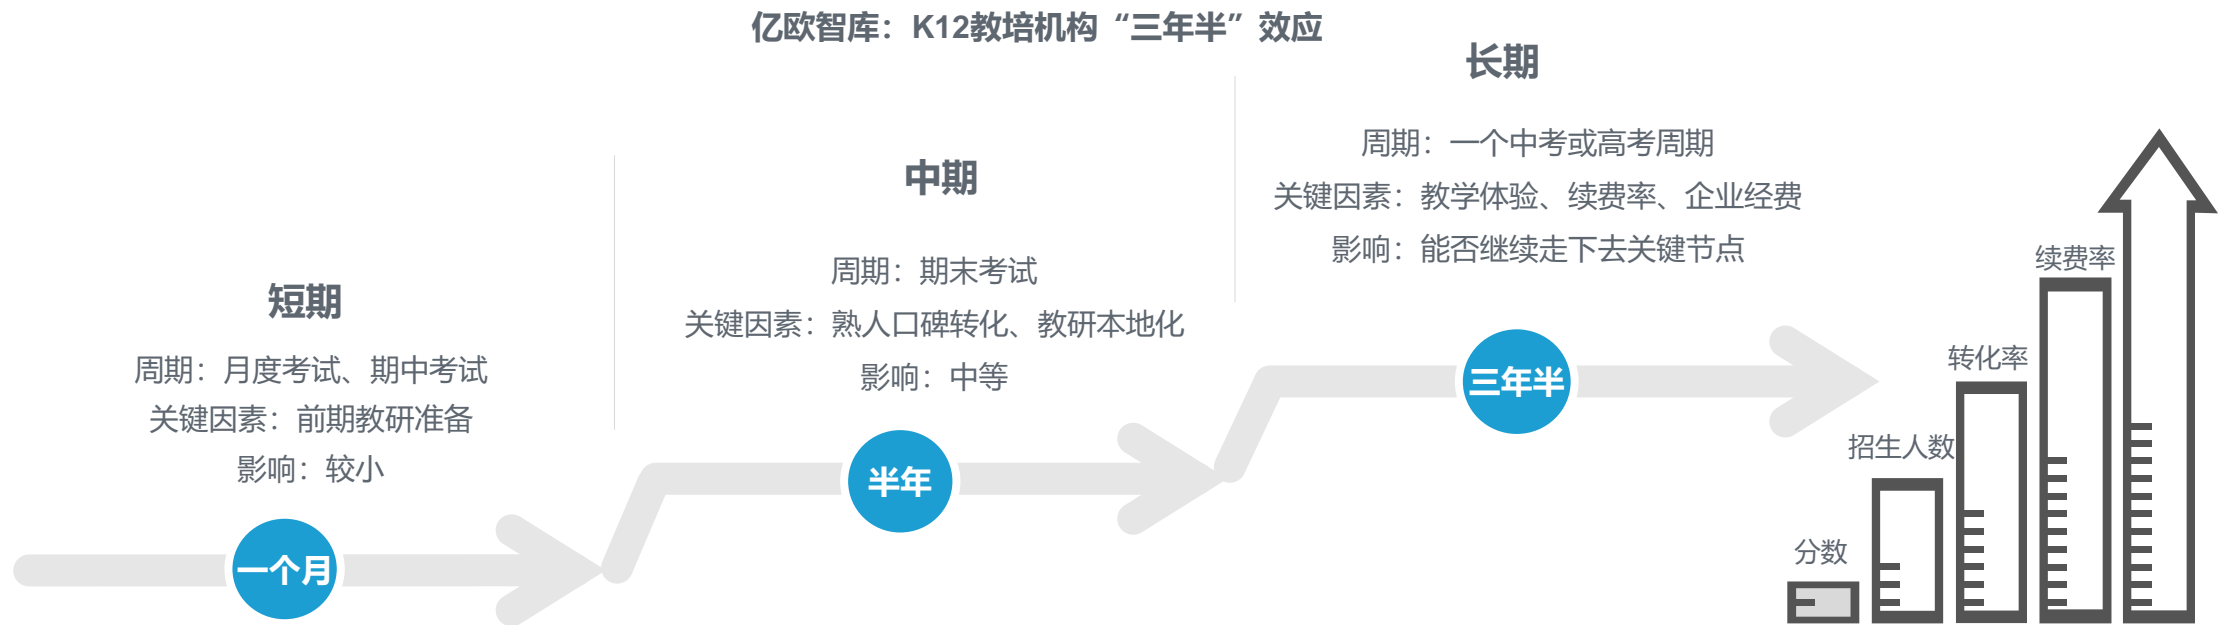 亿欧智库：K12教培机构“三年半”效应
短期
周期：月度考试、期中考试
关键因素：前期教研准备
影响：较小
一个月
中期
周期：期末考试
关键因素：熟人口碑转化、教研本地化
影响：中等
半年
长期
周期：一个中考或高考周期
关键因素：教学体验、续费率、企业经费
影响：能否继续走下去关键节点
三年半
分数
招生人数
转化率
续费率